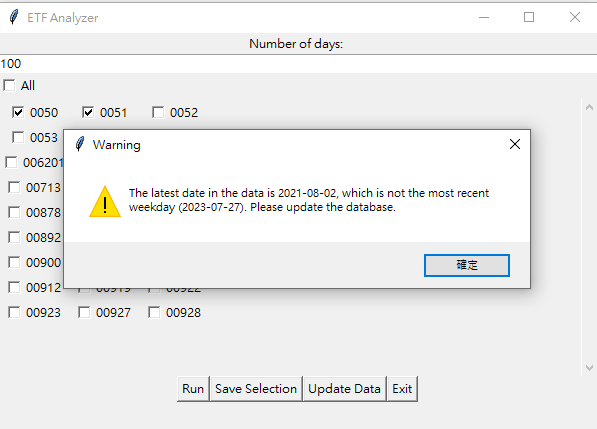 ETF Analyzer
Number of days:
100
All
0050 0051 0052
0053
Warning
006201
The latest date in the data is 2021-08-02, which is not the most recent
weekday (2023-07-27). Please update the database.
00713
00878
00892
00900
確定
00912 00919 00922
00923 00927 00928
Run Save Selection Update Data Exit